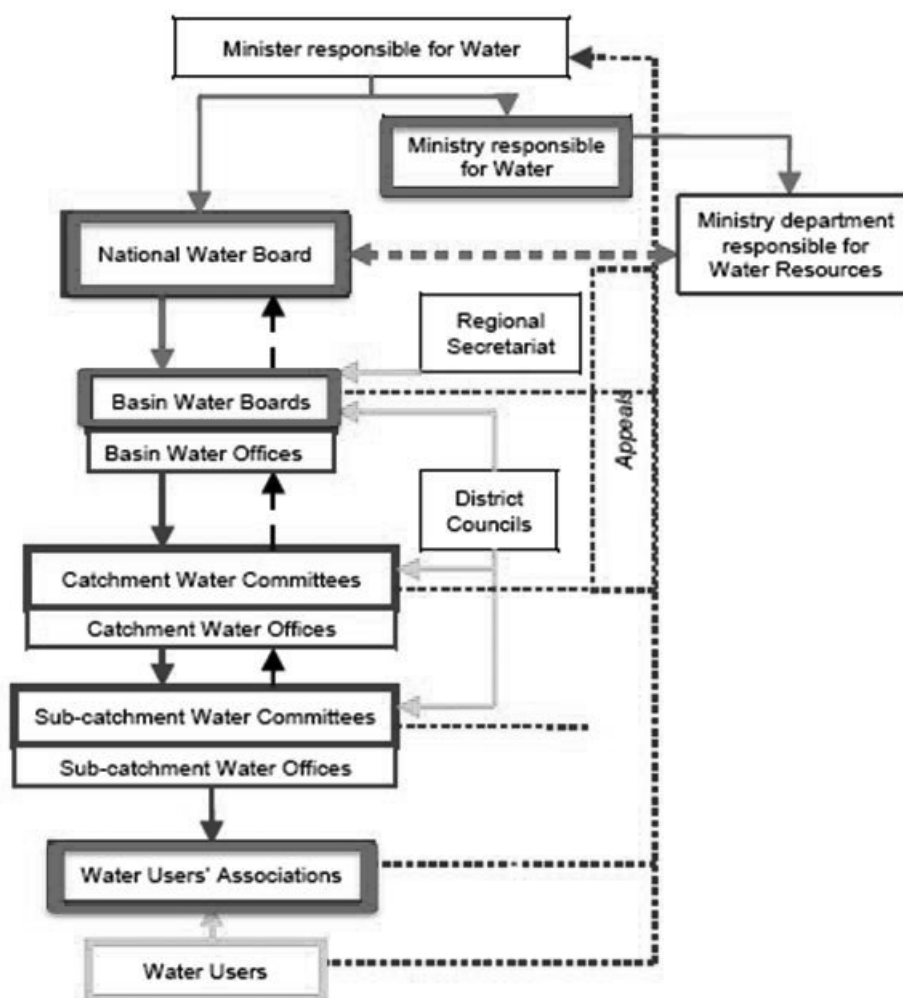 Minister responsible for Water
Ministry responsible
for Water
National Water Board
Ministry department
responsible for
Water Resources
Regional
Secretariat
Basin Water Boards
Basin Water Offices
Appeals
District
Councils
Catchment Water Committees
Catchment Water Offices
Sub-catchment Water Committees
Sub-catchment Water Offices
Water Users' Associations
Water Users